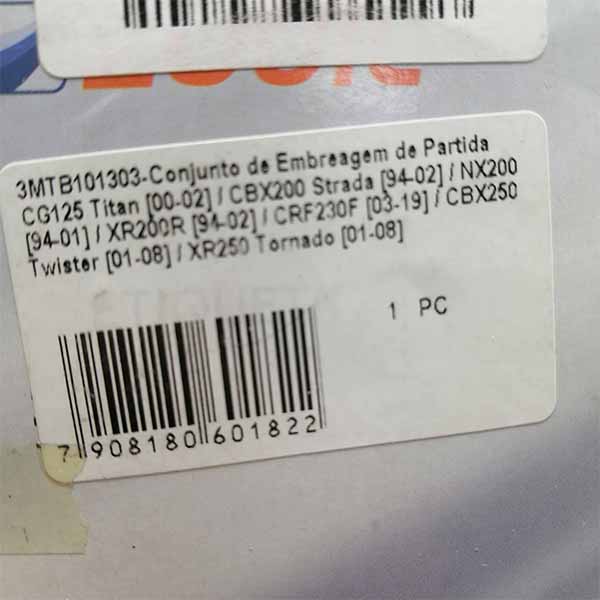 3MTB101303-Conjunto de Embreagem de Partida
CG125 Titan [00-02] / CBX200 Strada [94-02] / NX200
[94-01] / XR200R [94-02] / CRF230F [03-19] / CBX250
Twister [01-08] / XR250 Tornado [01-08]
1 PC
7 908180 601822